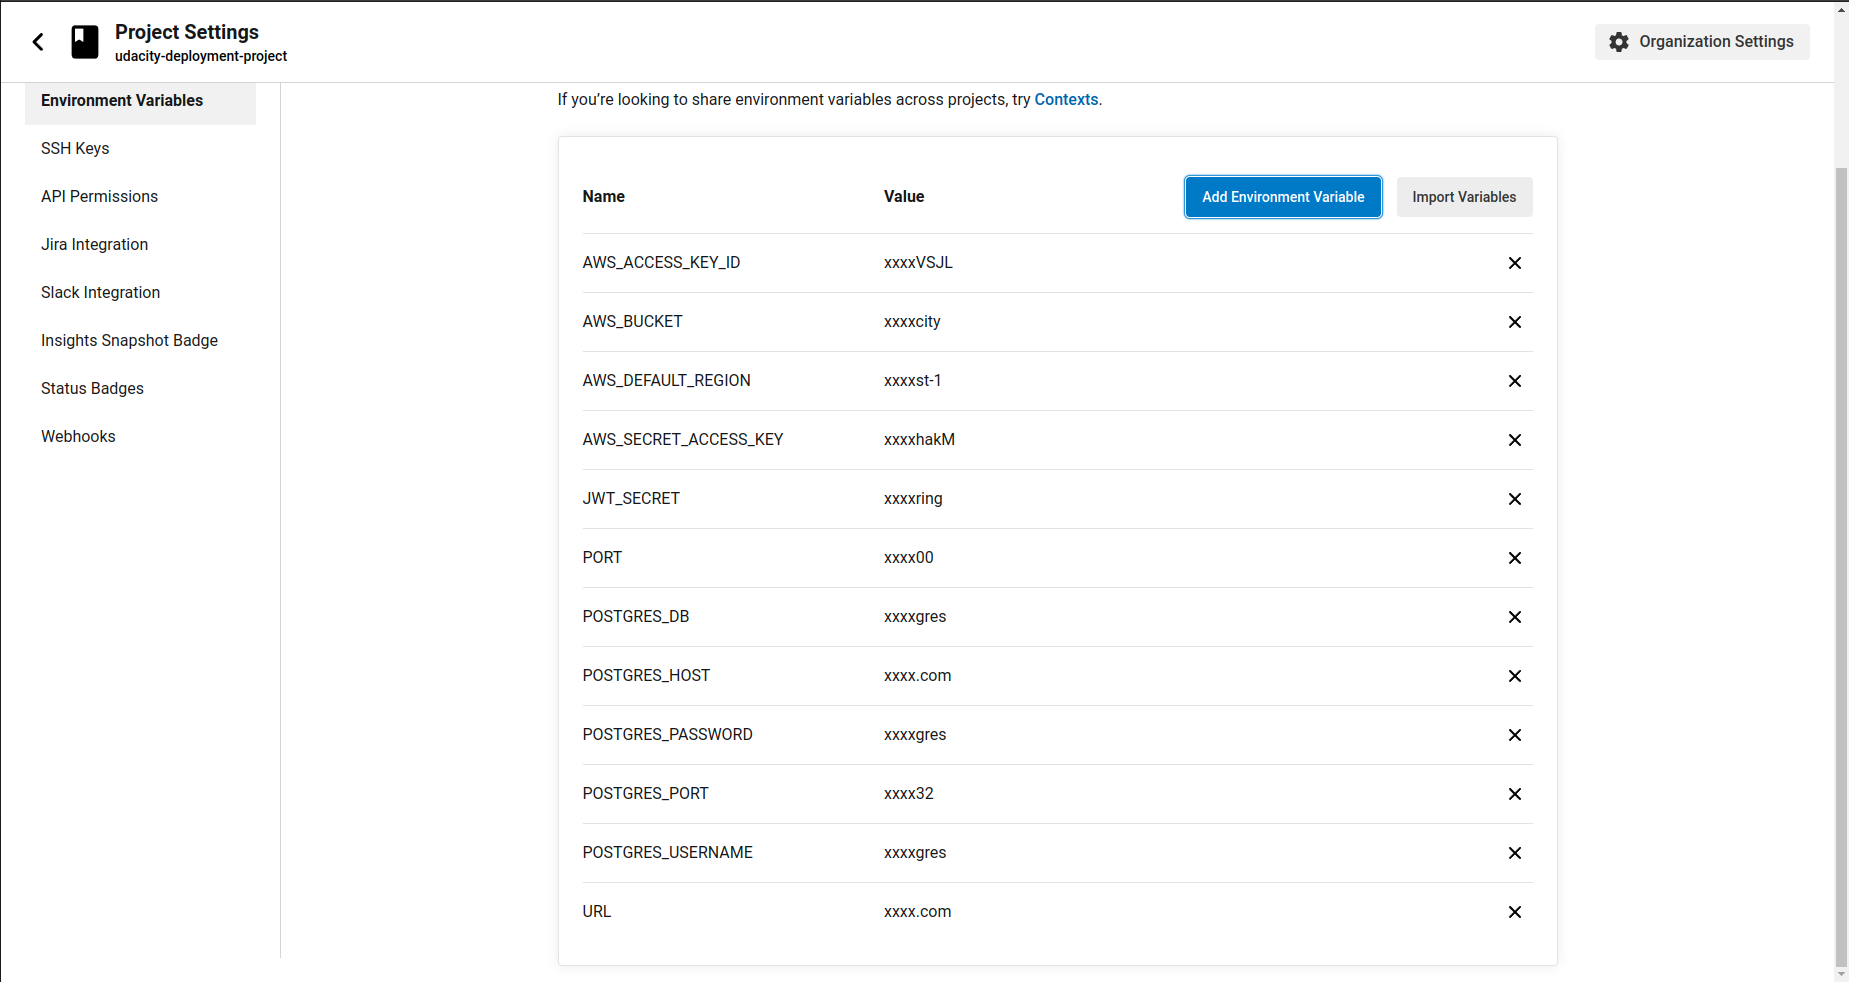 Project Settings
udacity-deployment-project
Organization Settings
Environment Variables
SSH Keys
API Permissions
Jira Integration
Slack Integration
Insights Snapshot Badge
Status Badges
Webhooks
If you’re looking to share environment variables across projects, try Contexts.
Name Value Add Environment Variable Import Variables
AWS_ACCESS_KEY_ID xxxxVSJL
AWS_BUCKET xxxxcity
AWS_DEFAULT_REGION xxxxst-1
AWS_SECRET_ACCESS_KEY xxxxhakM
JWT_SECRET xxxxring
PORT xxxx00
POSTGRES_DB xxxxgres
POSTGRES_HOST xxxx.com
POSTGRES_PASSWORD xxxxgres
POSTGRES_PORT xxxx32
POSTGRES_USERNAME xxxxgres
URL xxxx.com